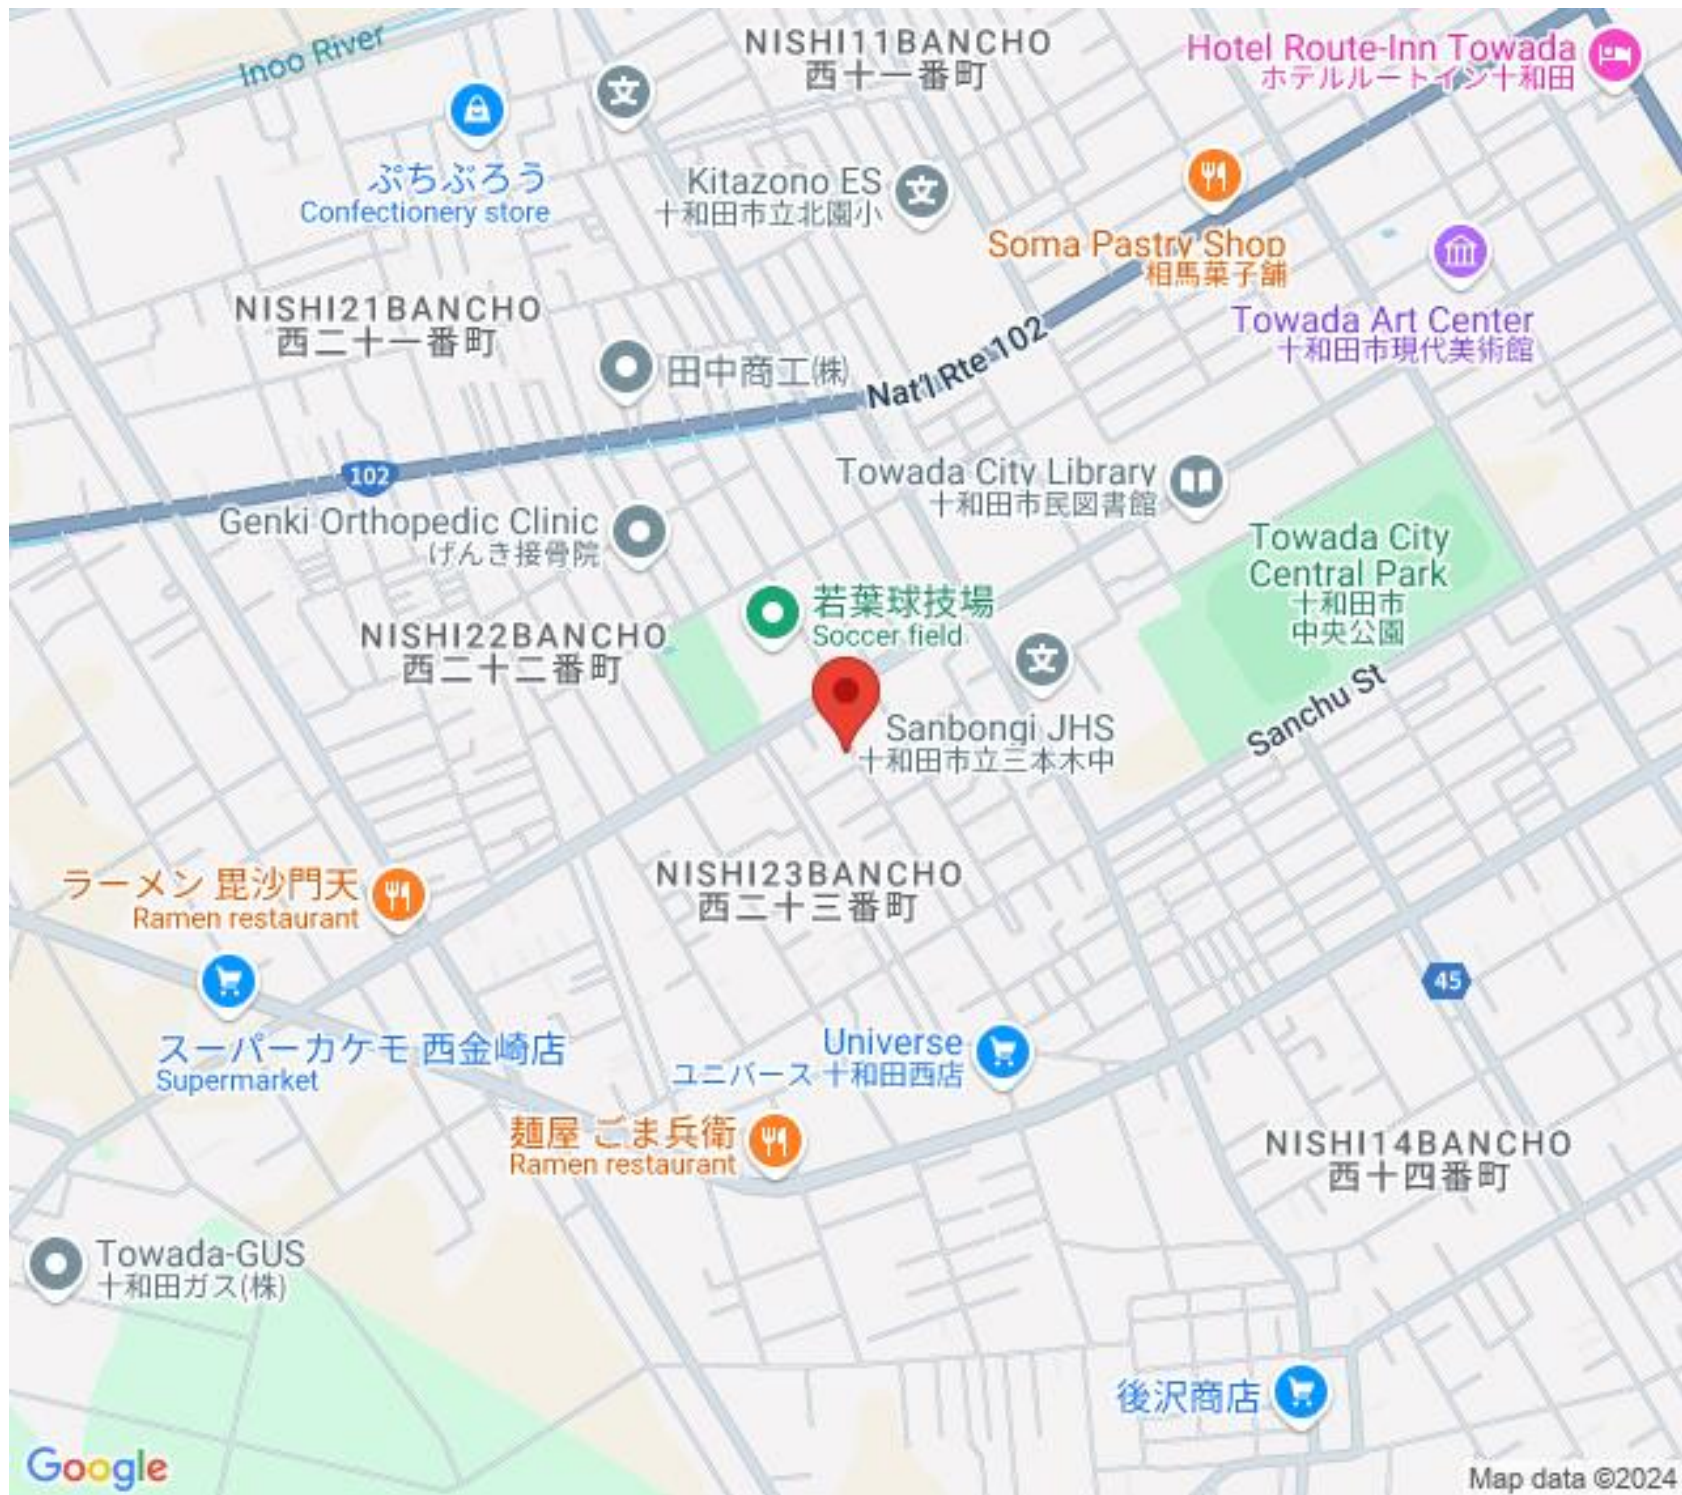 Inoo River
NISHI11BANCHO
西十一番町
Hotel Route-Inn Towada
ホテルルートイン十和田
文
ぷちぷろう
Confectionery store
Kitazono ES
十和田市立北園小
文
Soma Pastry Shop
相馬菓子舗
Towada Art Center
十和田市現代美術館
NISHI21BANCHO
西二十一番町
田中商工㈱
Nat'l Rte 102
102
Towada City Library
十和田市民図書館
Genki Orthopedic Clinic
げんき接骨院
Towada City
Central Park
十和田市
中央公園
若葉球技場
Soccer field
NISHI22BANCHO
西二十二番町
文
Sanbongi JHS
十和田市立三本木中
Sanchu St
ラーメン 毘沙門天
Ramen restaurant
NISHI23BANCHO
西二十三番町
45
スーパーカケモ 西金崎店
Supermarket
Universe
ユニバース 十和田西店
麺屋 ごま兵衛
Ramen restaurant
NISHI14BANCHO
西十四番町
Towada-GUS
十和田ガス(株)
後沢商店
Google
Map data ©2024